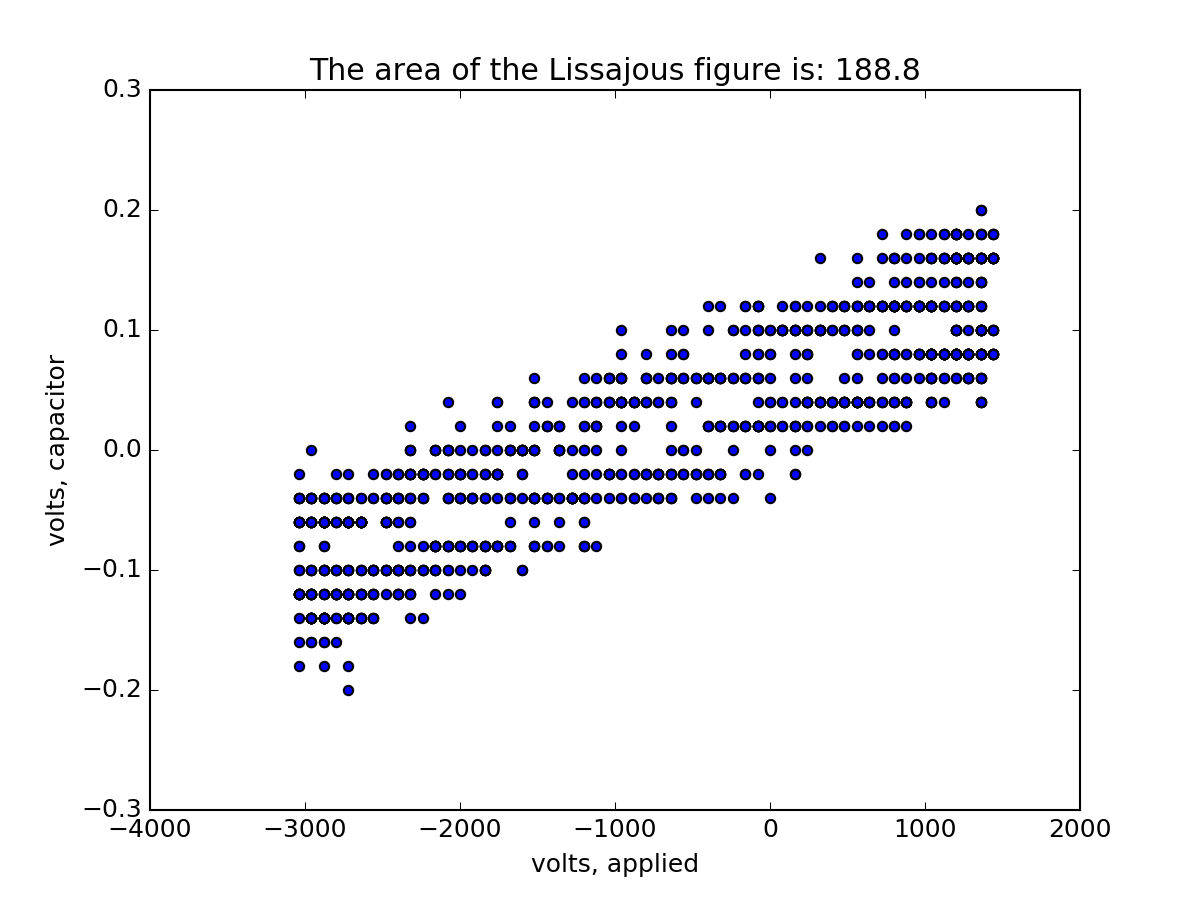 The area of the Lissajous figure is: 188.8
0.3
0.2
0.1
0.0
−0.1
−0.2
−0.3
volts, capacitor
−4000 −3000 −2000 −1000 0 1000 2000
volts, applied